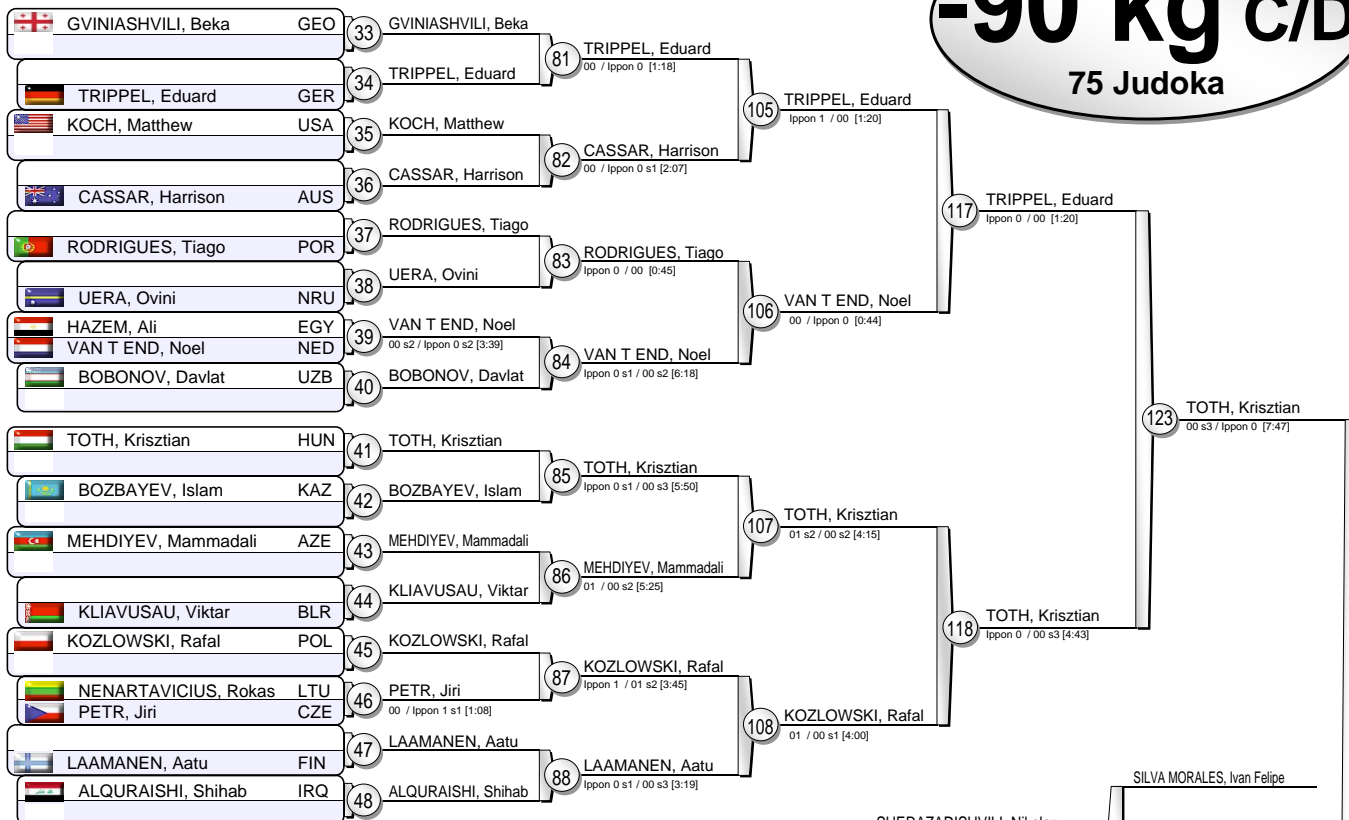 -90 kg C/D
75 Judoka
GVINIASHVILI, Beka GEO
TRIPPEL, Eduard GER
KOCH, Matthew USA
CASSAR, Harrison AUS
RODRIGUES, Tiago POR
UERA, Ovini NRU
HAZEM, Ali EGY
VAN T END, Noel NED
BOBONOV, Davlat UZB
TOTH, Krisztian HUN
BOZBAYEV, Islam KAZ
MEHDIYEV, Mammadali AZE
KLIAVUSAU, Viktar BLR
KOZLOWSKI, Rafal POL
NENARTAVICIUS, Rokas LTU
PETR, Jiri CZE
LAAMANEN, Aatu FIN
ALQURAISHI, Shihab IRQ
33 GVINIASHVILI, Beka
34 TRIPPEL, Eduard
35 KOCH, Matthew
36 CASSAR, Harrison
37 RODRIGUES, Tiago
38 UERA, Ovini
39 VAN T END, Noel
00 s2 / Ippon 0 s2 [3:39]
40 BOBONOV, Davlat
41 TOTH, Krisztian
42 BOZBAYEV, Islam
43 MEHDIYEV, Mammadali
44 KLIAVUSAU, Viktar
45 KOZLOWSKI, Rafal
46 PETR, Jiri
00 / Ippon 1 s1 [1:08]
47 LAAMANEN, Aatu
48 ALQURAISHI, Shihab
81 TRIPPEL, Eduard
00 / Ippon 0 [1:18]
82 CASSAR, Harrison
00 / Ippon 0 s1 [2:07]
83 RODRIGUES, Tiago
Ippon 0 / 00 [0:45]
84 VAN T END, Noel
Ippon 0 s1 / 00 s2 [6:18]
85 TOTH, Krisztian
Ippon 0 s1 / 00 s3 [5:50]
86 MEHDIYEV, Mammadali
01 / 00 s2 [5:25]
87 KOZLOWSKI, Rafal
Ippon 1 / 01 s2 [3:45]
88 LAAMANEN, Aatu
Ippon 0 s1 / 00 s3 [3:19]
105 TRIPPEL, Eduard
Ippon 1 / 00 [1:20]
106 VAN T END, Noel
00 / Ippon 0 [0:44]
107 TOTH, Krisztian
01 s2 / 00 s2 [4:15]
108 KOZLOWSKI, Rafal
01 / 00 s1 [4:00]
117 TRIPPEL, Eduard
Ippon 0 / 00 [1:20]
118 TOTH, Krisztian
Ippon 0 / 00 s3 [4:43]
123 TOTH, Krisztian
00 s3 / Ippon 0 [7:47]
SILVA MORALES, Ivan Felipe